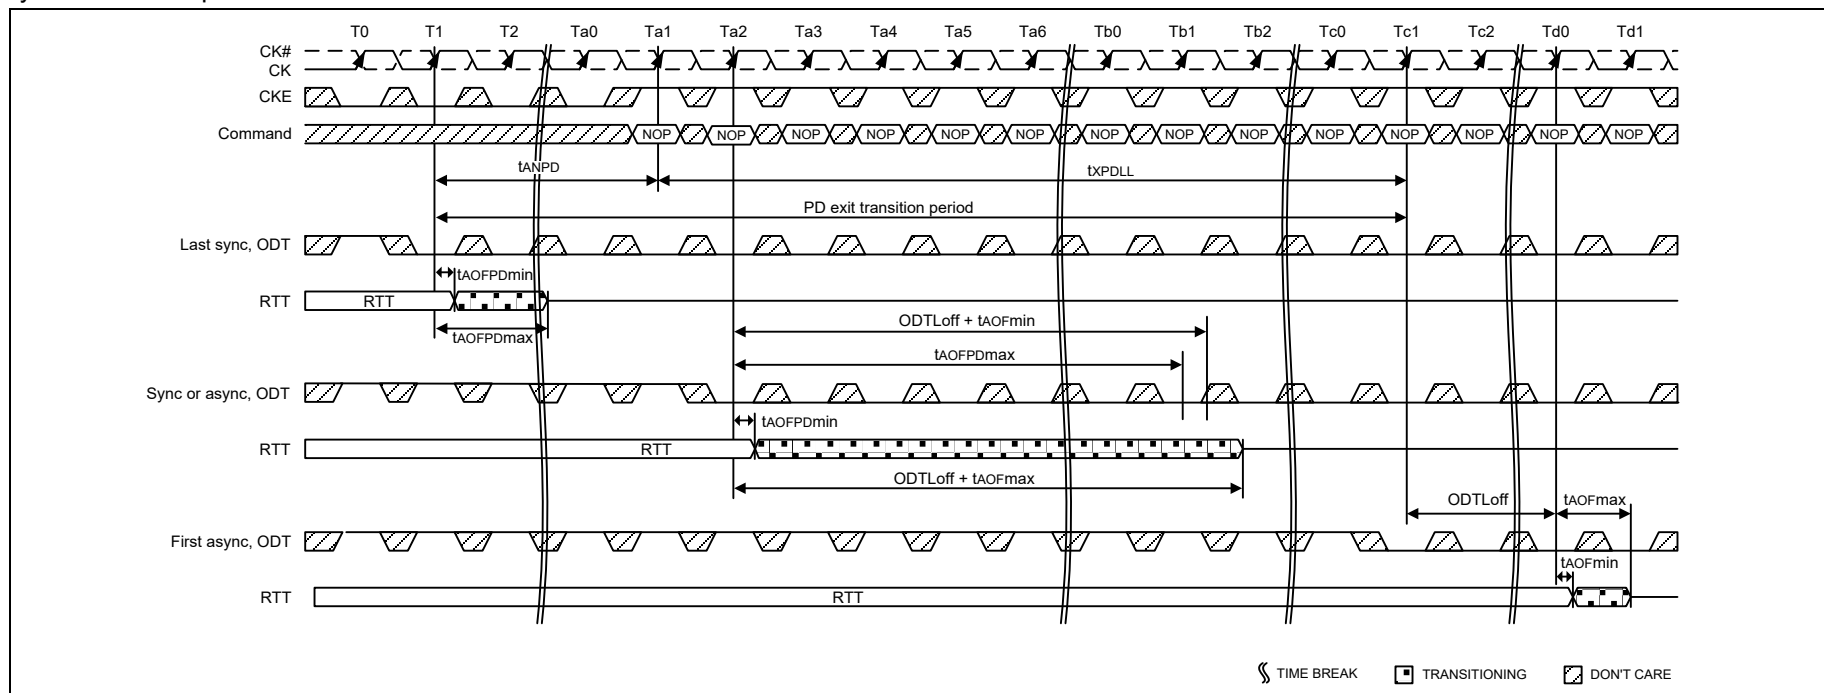 T0 T1 T2 Ta0 Ta1 Ta2 Ta3 Ta4 Ta5 Ta6 Tb0 Tb1 Tb2 Tc0 Tc1 Tc2 Td0 Td1
CK#
CK
CKE
Command NOP NOP NOP NOP NOP NOP NOP NOP NOP NOP NOP NOP NOP NOP
tANPD tXPDLL
PD exit transition period
Last sync, ODT
tAOFPDmin
RTT RTT
tAOFPDmax
ODTLoff + tAOFmin
tAOFPDmax
Sync or async, ODT
tAOFPDmin
RTT RTT
ODTLoff + tAOFmax
ODTLoff tAOFmax
First async, ODT
tAOFmin
RTT RTT
TIME BREAK TRANSITIONING DON'T CARE